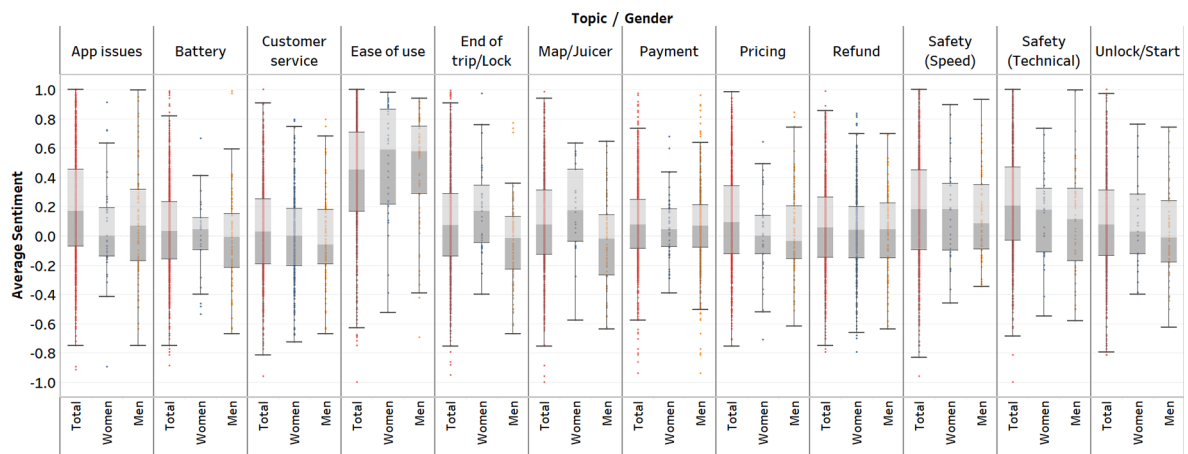 Topic / Gender
App issues
Battery
Customer
service
Ease of use
End of
trip/Lock
Map/Juicer
Payment
Pricing
Refund
Safety
(Speed)
Safety
(Technical)
Unlock/Start
Average Sentiment
1.0
0.8
0.6
0.4
0.2
0.0
-0.2
-0.4
-0.6
-0.8
-1.0
Total
Women
Men
Total
Women
Men
Total
Women
Men
Total
Women
Men
Total
Women
Men
Total
Women
Men
Total
Women
Men
Total
Women
Men
Total
Women
Men
Total
Women
Men
Total
Women
Men
Total
Women
Men